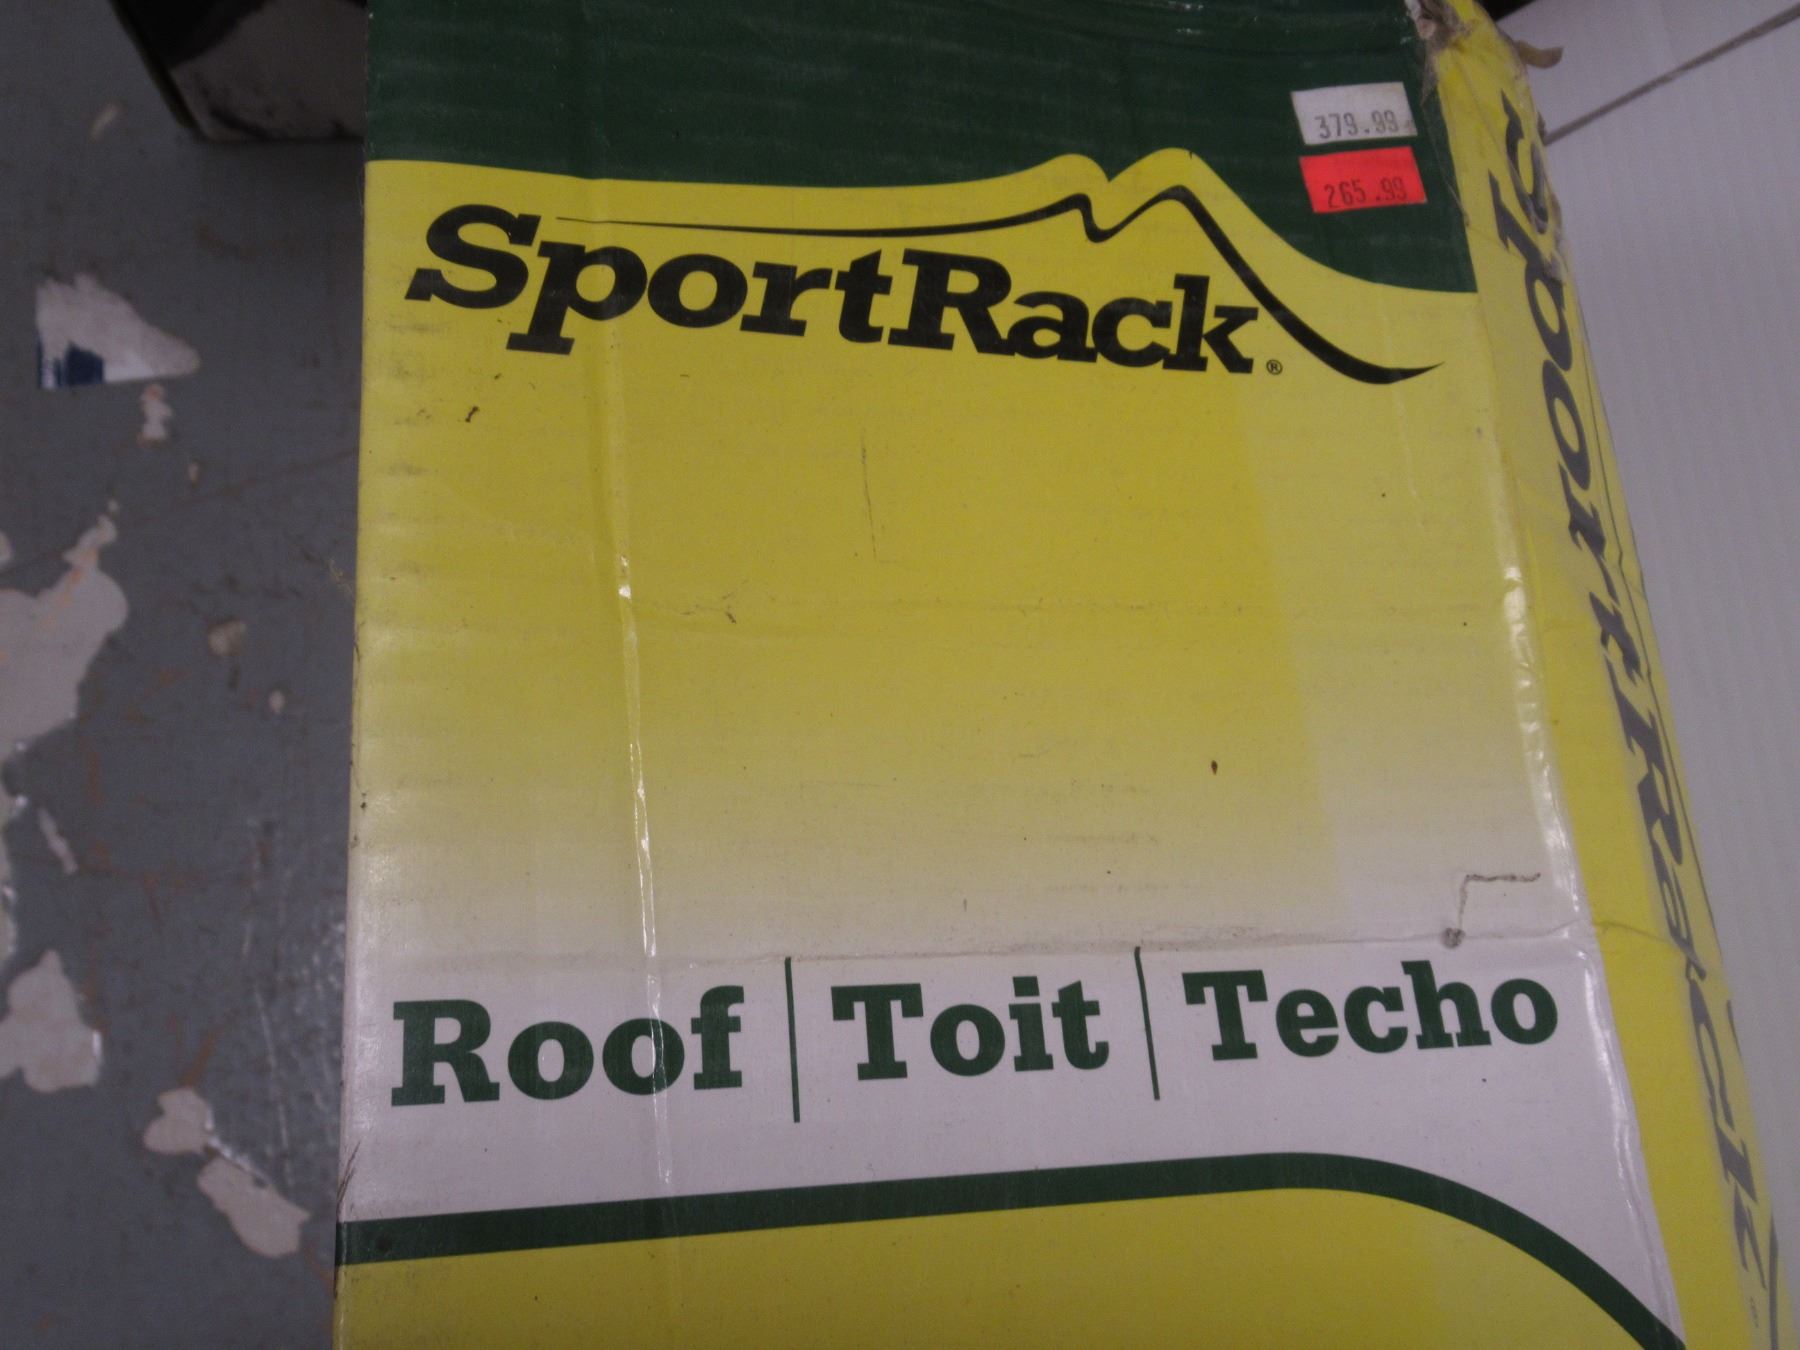 379.99
265.99
SportRack®
Roof | Toit | Techo
SportRack